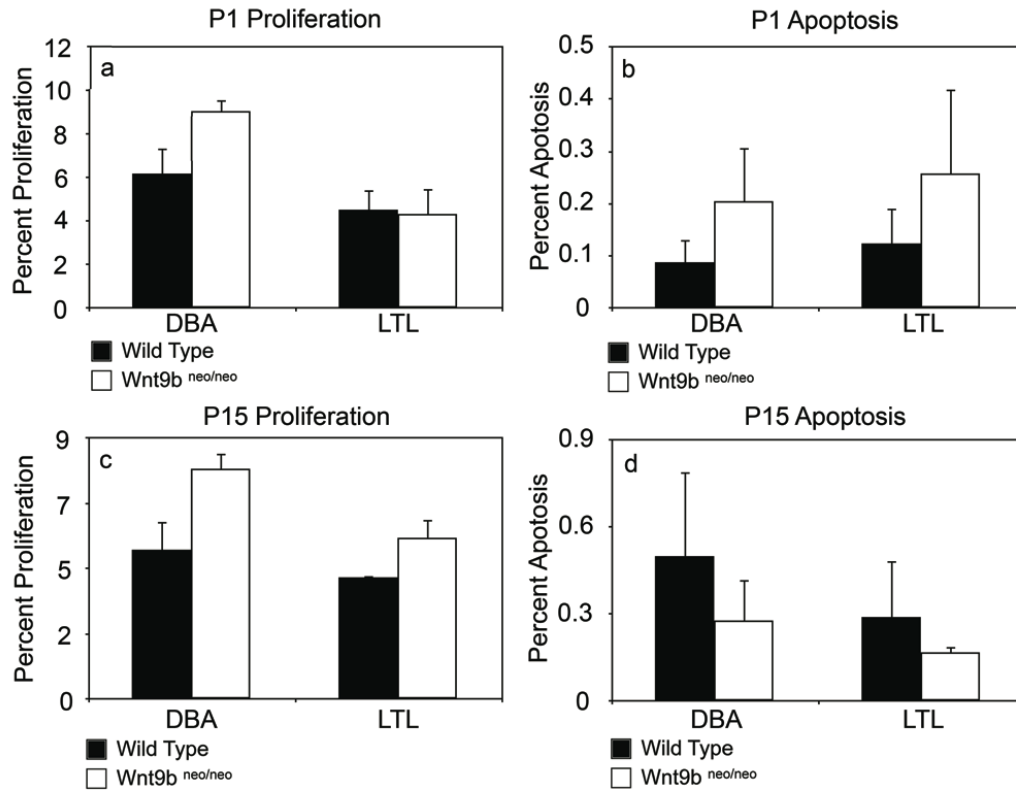 P1 Proliferation
a
Percent Proliferation
12
10
8
6
4
2
0
DBA LTL
Wild Type
Wnt9b neo/neo
P1 Apoptosis
b
Percent Apotosis
0.5
0.4
0.3
0.2
0.1
0
DBA LTL
Wild Type
Wnt9b neo/neo
P15 Proliferation
c
Percent Proliferation
9
7
5
2
0
DBA LTL
Wild Type
Wnt9b neo/neo
P15 Apoptosis
d
Percent Apotosis
0.9
0.6
0.3
0
DBA LTL
Wild Type
Wnt9b neo/neo